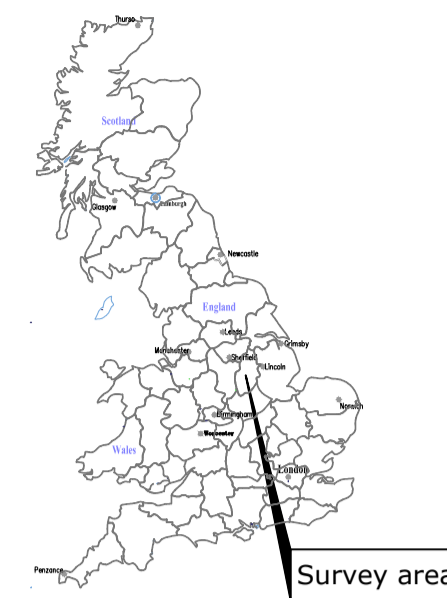 Thurso
Scotland
Glasgow
Edinburgh
Newcastle
England
Leeds
Grimsby
Manchester
Sheffield
Lincoln
Norwich
Birmingham
Worcester
Wales
London
Penzance
Survey area